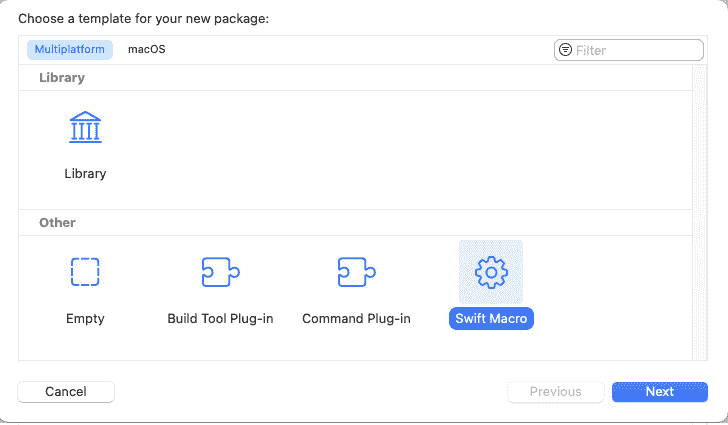 Choose a template for your new package:
Multiplatform macOS Filter
Library
Library
Other
Empty Build Tool Plug-in Command Plug-in Swift Macro
Cancel Previous Next